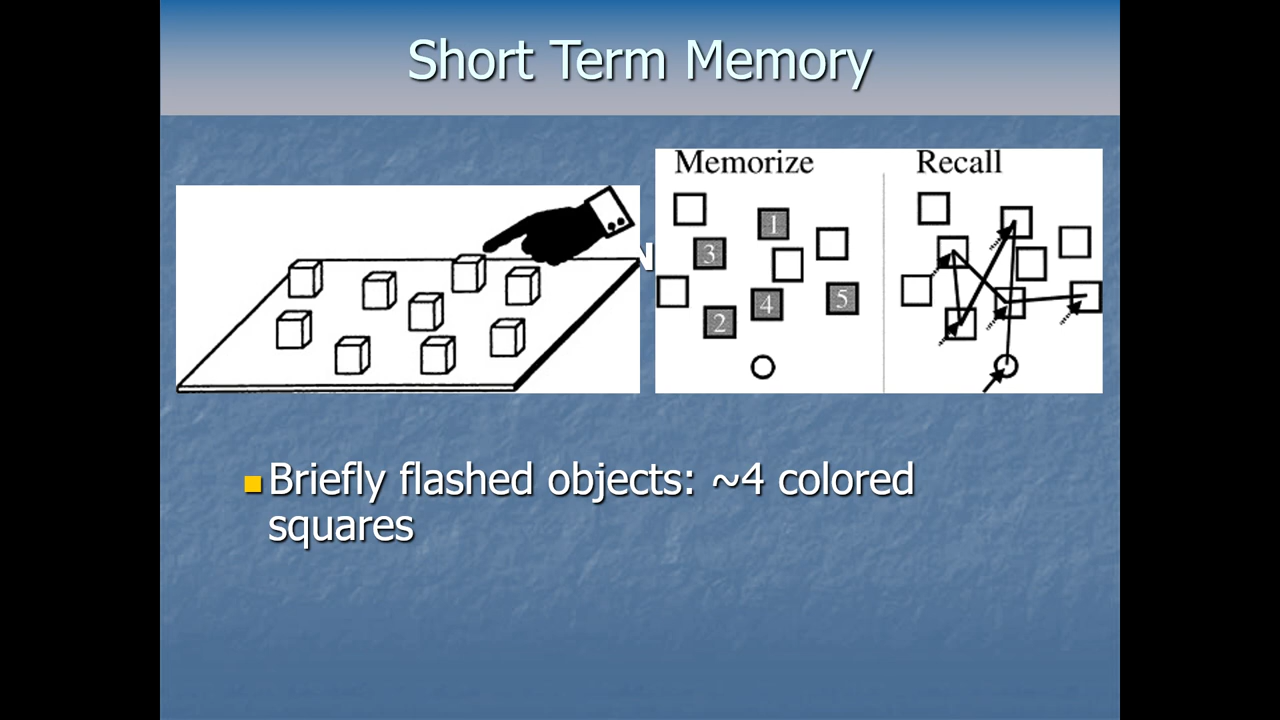 Short Term Memory
Memorize
Recall
1
3
4
5
2
N
Briefly flashed objects: ~4 colored
squares